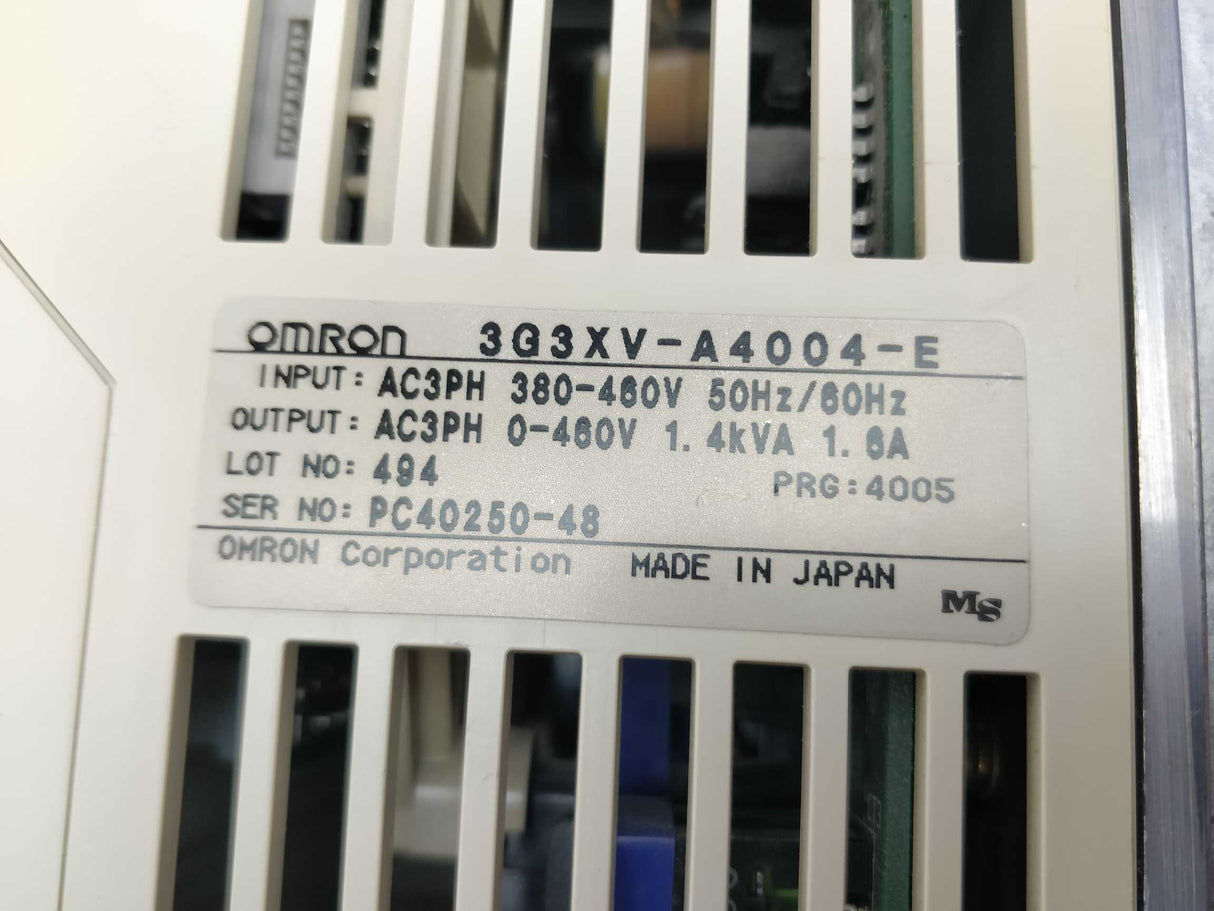 OMRON 3G3XV-A4004-E
INPUT: AC3PH 380-460V 50Hz/60Hz
OUTPUT: AC3PH 0-460V 1.4kVA 1.6A
LOT NO: 494 PRG:4005
SER NO: PC40250-48
OMRON Corporation MADE IN JAPAN
MS